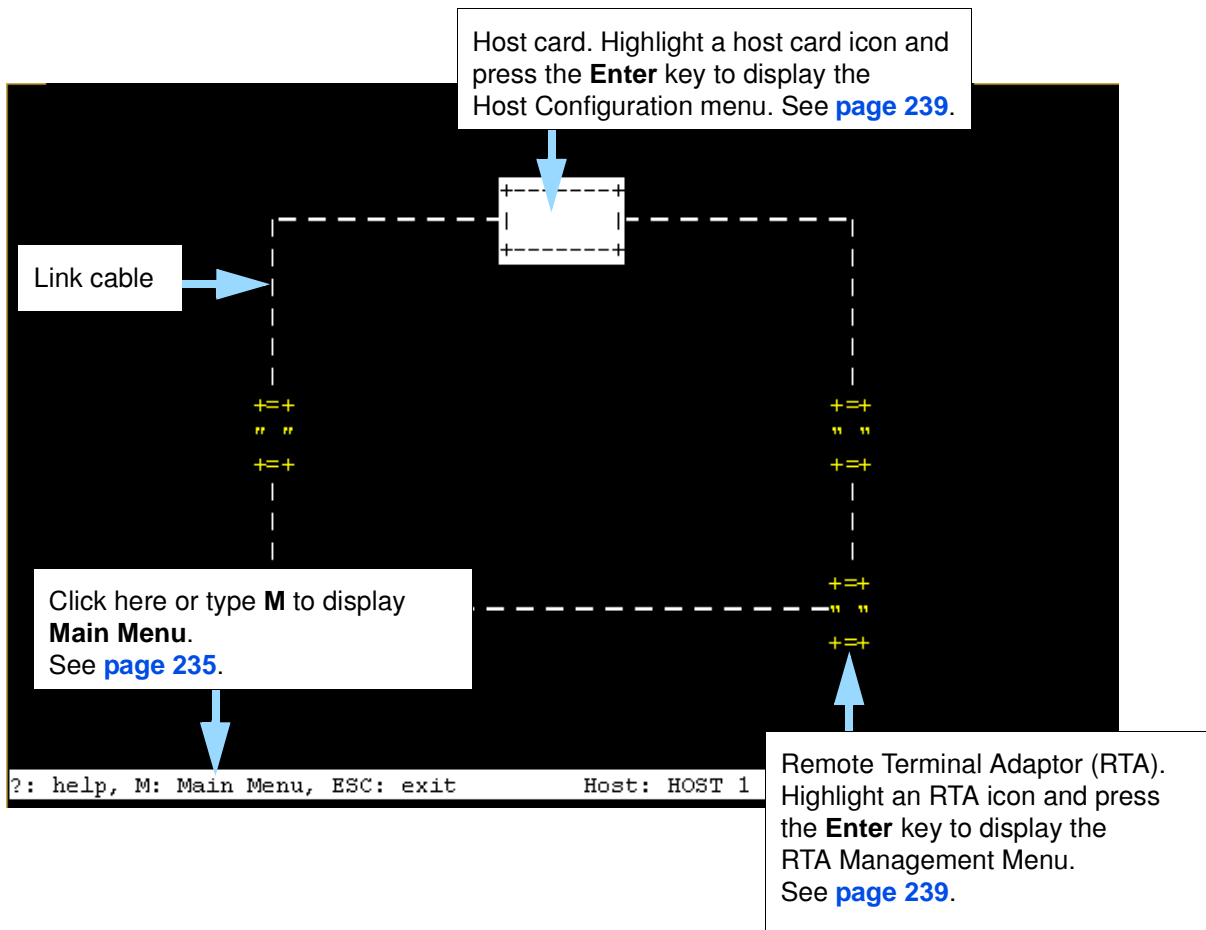 Host card. Highlight a host card icon and
press the Enter key to display the
Host Configuration menu. See page 239.
Link cable
Click here or type M to display
Main Menu.
See page 235.
?: help, M: Main Menu, ESC: exit Host: HOST 1
Remote Terminal Adaptor (RTA).
Highlight an RTA icon and press
the Enter key to display the
RTA Management Menu.
See page 239.